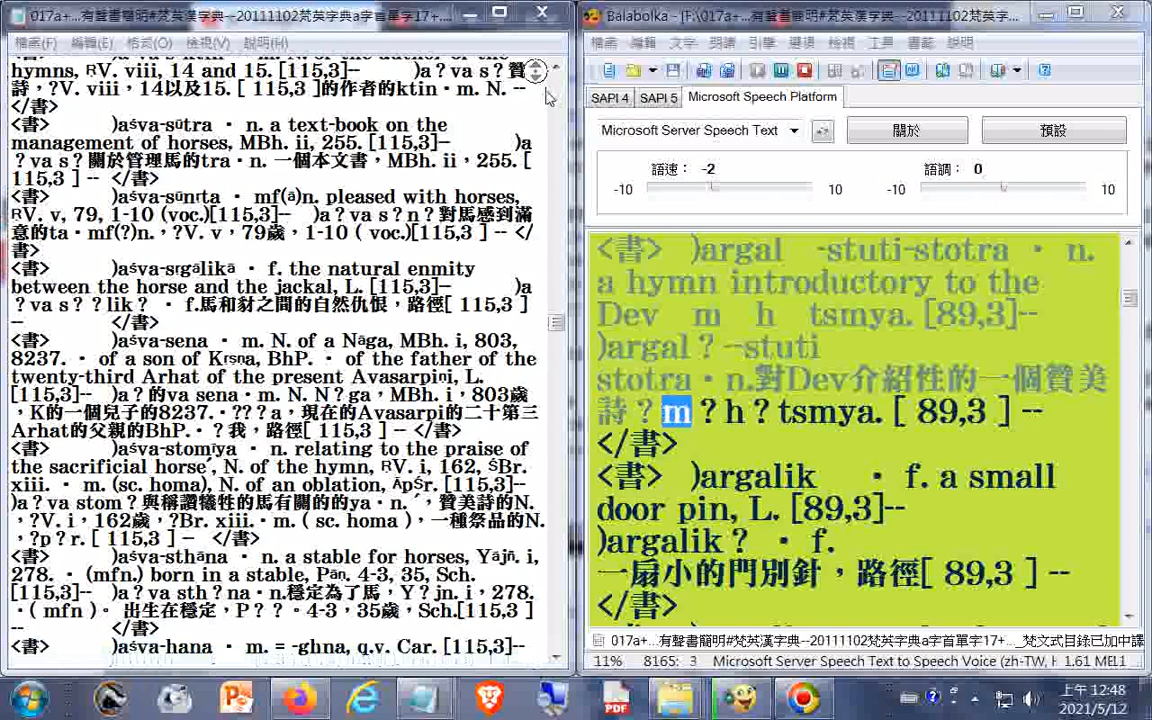 017a+...有聲書簡明#梵英漢字典--20111102梵英字典a字首單字17+...
檔案(F) 編輯(E) 格式(O) 檢視(V) 說明(H)
hymns, RV. viii, 14 and 15. [115,3]-- )a？va s？贊
詩，?V. viii，14以及15. [ 115,3 ]的作者的ktin‧m. N. --
</書>
<書> )aśva-sūtra ‧ n. a text-book on the
management of horses, MBh. ii, 255. [115,3]-- )a
？va s？關於管理馬的tra‧n. 一個本文書，MBh. ii，255. [
115,3 ] -- </書>
<書> )aśva-sūnṛta ‧ mf(ā)n. pleased with horses,
RV. v, 79, 1-10 (voc.)[115,3]-- )a？va s？n？對馬感到滿
意的ta‧mf(?)n.，?V. v，79歲，1-10 ( voc.)[115,3 ] -- </
書>
<書> )aśva-sṛgālikā ‧ f. the natural enmity
between the horse and the jackal, L. [115,3]-- )a
？va s？？lik？ ‧ f.馬和豺之間的自然仇恨，路徑[ 115,3 ]
-- </書>
<書> )aśva-sena ‧ m. N. of a Nāga, MBh. i, 803,
8237. ‧ of a son of Kṛṣṇa, BhP. ‧ of the father of the
twenty-third Arhat of the present Avasarpiṇī, L.
[115,3]-- )a？的va sena‧m. N. N？ga，MBh. i，803歲
，K的一個兒子的8237.‧？？？a，現在的Avasarpi的二十第三
Arhat的父親的BhP.‧？我，路徑[ 115,3 ] -- </書>
<書> )aśva-stomīya ‧ n. relating to the praise of
the sacrificial horse´, N. of the hymn, RV. i, 162, ŚBr.
xiii. ‧ m. (sc. homa), N. of an oblation, ĀpŚr. [115,3]--
)a？va stom？與稱讚犧牲的馬有關的的ya‧n. ´，贊美詩的N.
，?V. i，162歲，?Br. xiii.‧m. ( sc. homa )，一種祭品的N.
，?p？r. [ 115,3 ] -- </書>
<書> )aśva-sthāna ‧ n. a stable for horses, Yājñ. i,
278. ‧ (mfn.) born in a stable, Pāṇ. 4-3, 35, Sch.
[115,3]-- )a？va sth？na‧n.穩定為了馬，Y？jn. i，278.
‧( mfn )。 出生在穩定，P？？。4-3，35歲，Sch.[115,3 ]
-- </書>
<書> )aśva-hana ‧ m. = -ghna, q.v. Car. [115,3]--
Balabolka - [F:\017a+...有聲書簡明#梵英漢字典--20111102梵英字...
檔案 編輯 文字 朗讀 引擎 選項 檢視 工具 書籤 說明
SAPI 4 SAPI 5 Microsoft Speech Platform
Microsoft Server Speech Text 關於 預設
語速： -2 語調： 0
-10 10 -10 10
<書> )argal -stuti-stotra ‧ n.
a hymn introductory to the
Dev m h tsmya. [89,3]--
)argal？--stuti
stotra‧n.對Dev介紹性的一個贊美
詩？m？h？tsmya. [ 89,3 ] --
</書>
<書> )argalik ‧ f. a small
door pin, L. [89,3]--
)argalik？ ‧ f.
一扇小的門別針，路徑[ 89,3 ] --
</書>
017a+...有聲書簡明#梵英漢字典--20111102梵英字典a字首單字17+..._梵文式目錄已加中譯
11% 8165: 3 Microsoft Server Speech Text to Speech Voice (zh-TW, H 1.61 МБ1
上午 12:48
2021/5/12